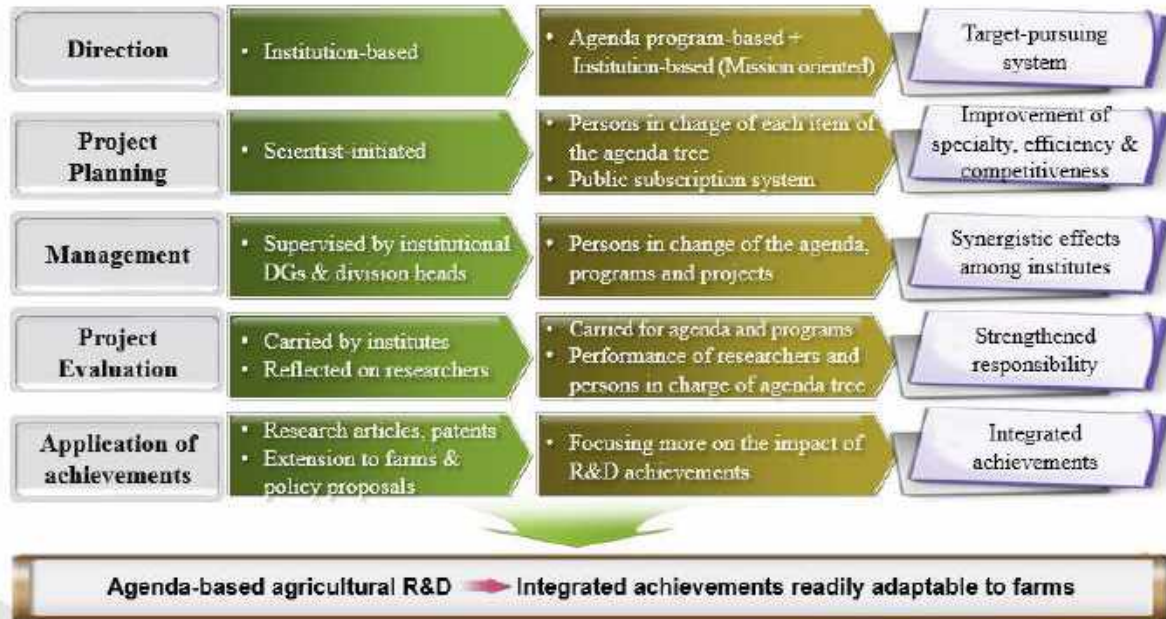 Direction
• Institution-based
• Agenda program-based +
Institution-based (Mission oriented)
Target-pursuing
system
Project
Planning
• Scientist-initiated
• Persons in charge of each item of
the agenda tree
• Public subscription system
Improvement of
specialty, efficiency &
competitiveness
Management
• Supervised by institutional
DGs & division heads
• Persons in change of the agenda,
programs and projects
Synergistic effects
among institutes
Project
Evaluation
• Carried by institutes
• Reflected on researchers
• Carried for agenda and programs
• Performance of researchers and
persons in charge of agenda tree
Strengthened
responsibility
Application of
achievements
• Research articles, patents
• Extension to farms &
policy proposals
• Focusing more on the impact of
R&D achievements
Integrated
achievements
Agenda-based agricultural R&D Integrated achievements readily adaptable to farms